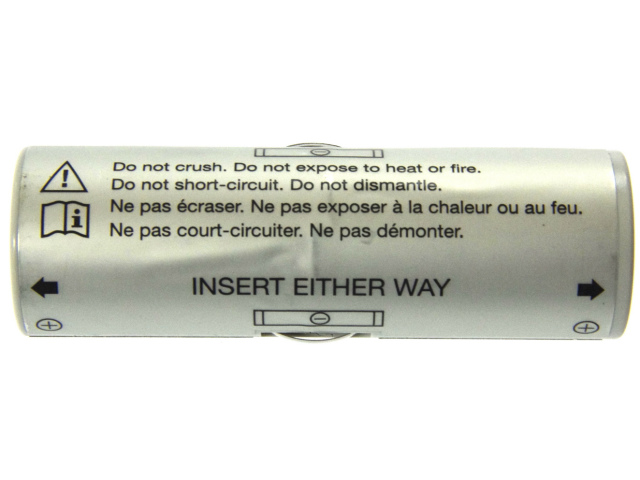 Do not crush. Do not expose to heat or fire.
Do not short-circuit. Do not dismantle.
Ne pas écraser. Ne pas exposer à la chaleur ou au feu.
Ne pas court-circuiter. Ne pas démonter.
INSERT EITHER WAY